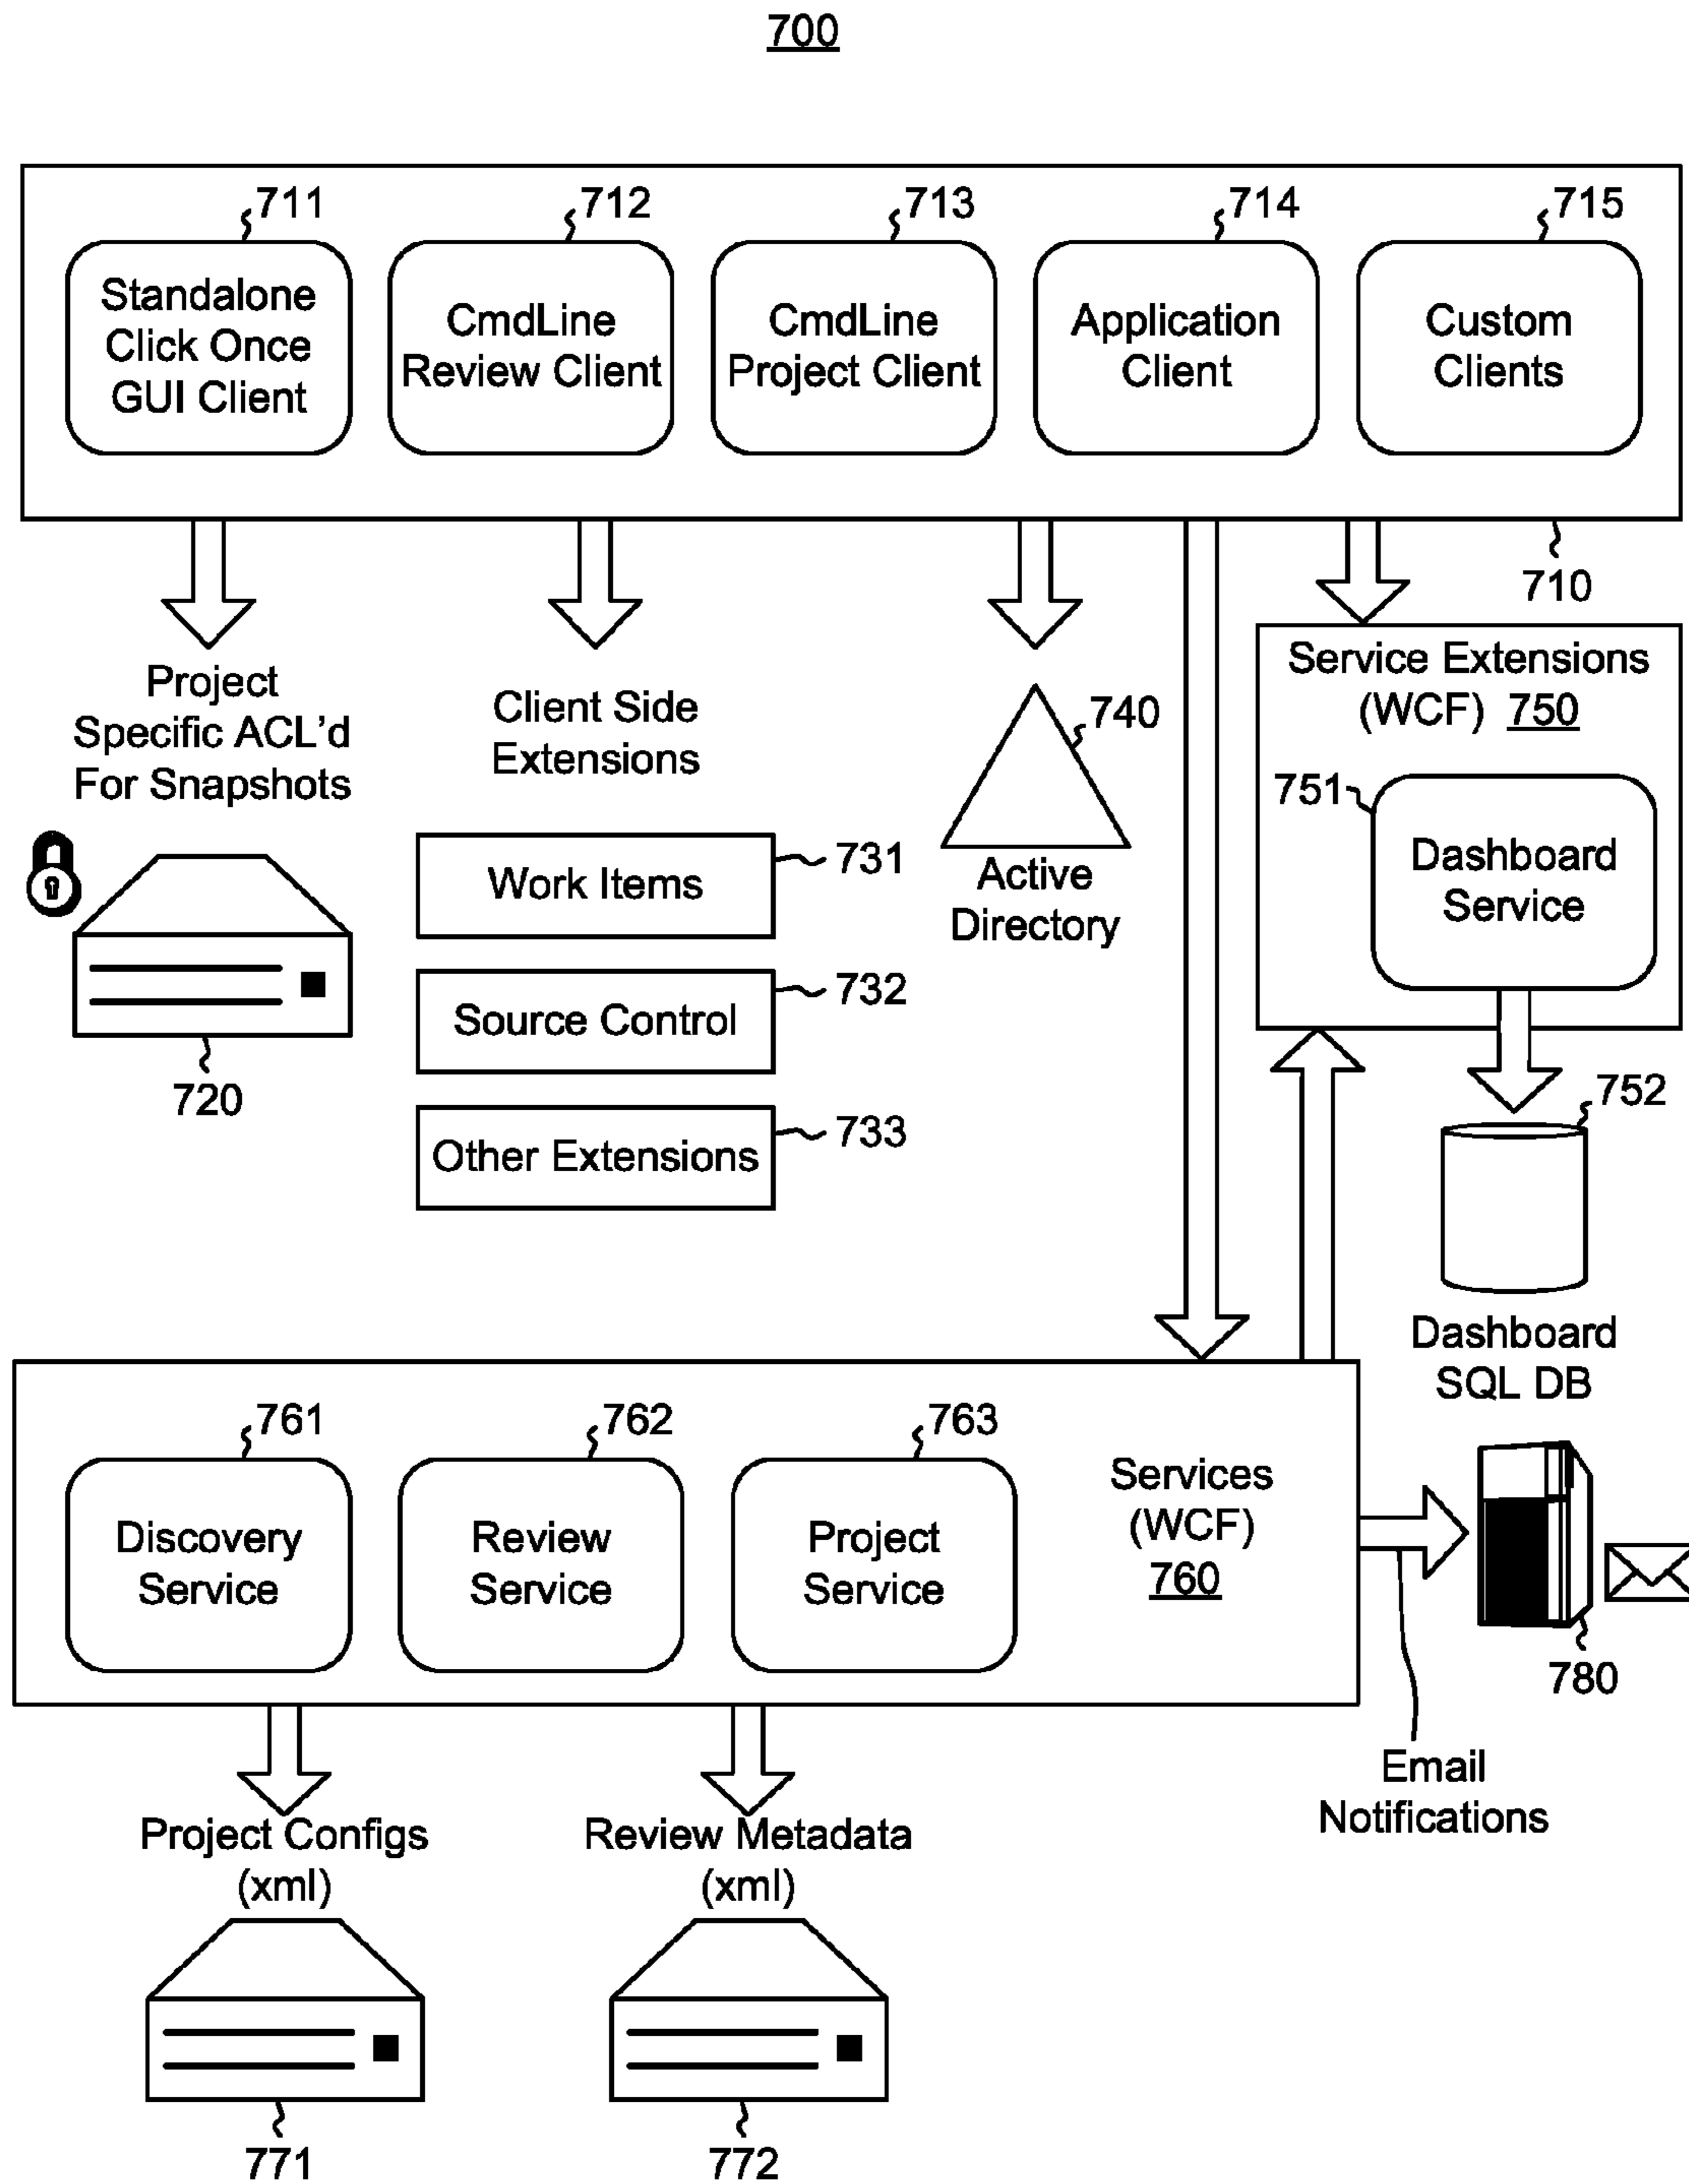 700
711
712
713
714
715
Standalone
Click Once
GUI Client
CmdLine
Review Client
CmdLine
Project Client
Application
Client
Custom
Clients
710
Project
Specific ACL'd
For Snapshots
720
Client Side
Extensions
Work Items
731
Source Control
732
Other Extensions
733
740
Active
Directory
Service Extensions
(WCF) 750
751
Dashboard
Service
752
Dashboard
SQL DB
761
762
763
Discovery
Service
Review
Service
Project
Service
Services
(WCF)
760
780
Email
Notifications
Project Configs
(xml)
771
Review Metadata
(xml)
772